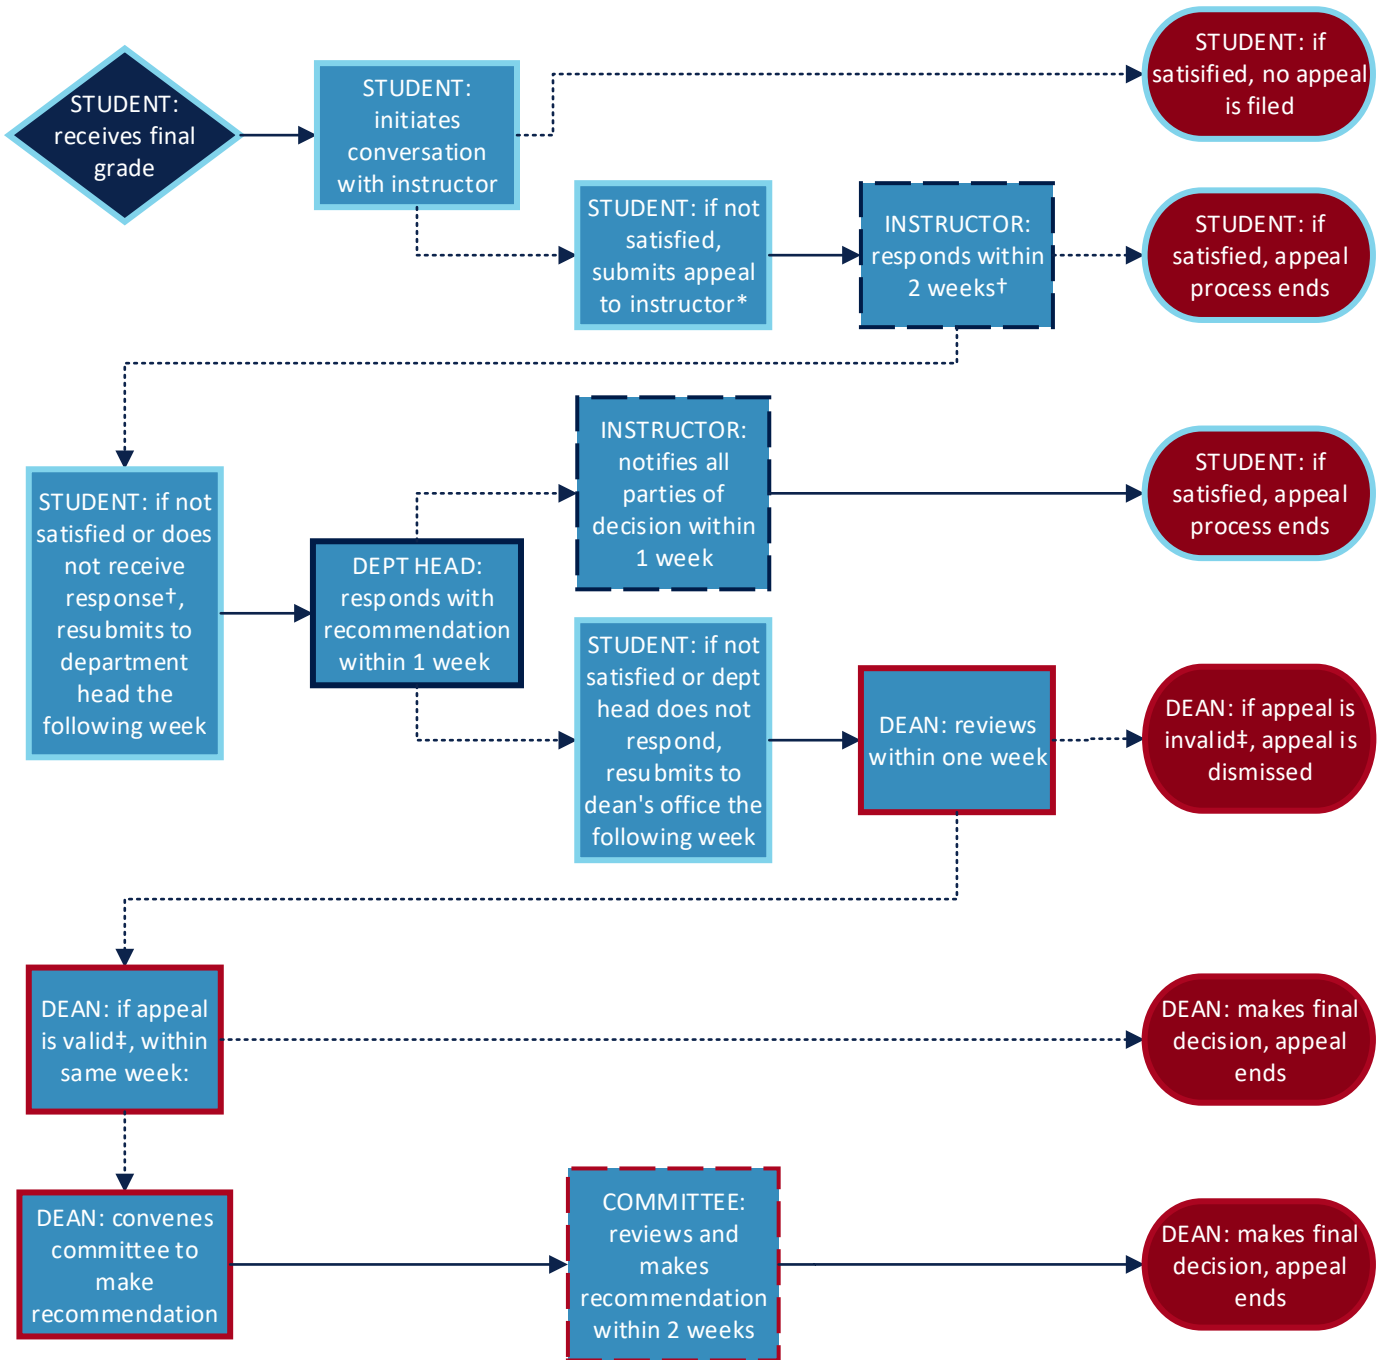 STUDENT:
receives final
grade
STUDENT:
initiates
conversation
with instructor
STUDENT: if
satisified, no appeal
is filed
STUDENT: if not
satisfied,
submits appeal
to instructor*
INSTRUCTOR:
responds within
2 weeks†
STUDENT: if
satisfied, appeal
process ends
STUDENT: if not
satisfied or does
not receive
response†,
resubmits to
department
head the
following week
DEPT HEAD:
responds with
recommendation
within 1 week
INSTRUCTOR:
notifies all
parties of
decision within
1 week
STUDENT: if
satisfied, appeal
process ends
STUDENT: if not
satisfied or dept
head does not
respond,
resubmits to
dean's office the
following week
DEAN: reviews
within one week
DEAN: if appeal is
invalid‡, appeal is
dismissed
DEAN: if appeal
is valid‡, within
same week:
DEAN: makes final
decision, appeal
ends
DEAN: convenes
committee to
make
recommendation
COMMITTEE:
reviews and
makes
recommendation
within 2 weeks
DEAN: makes final
decision, appeal
ends